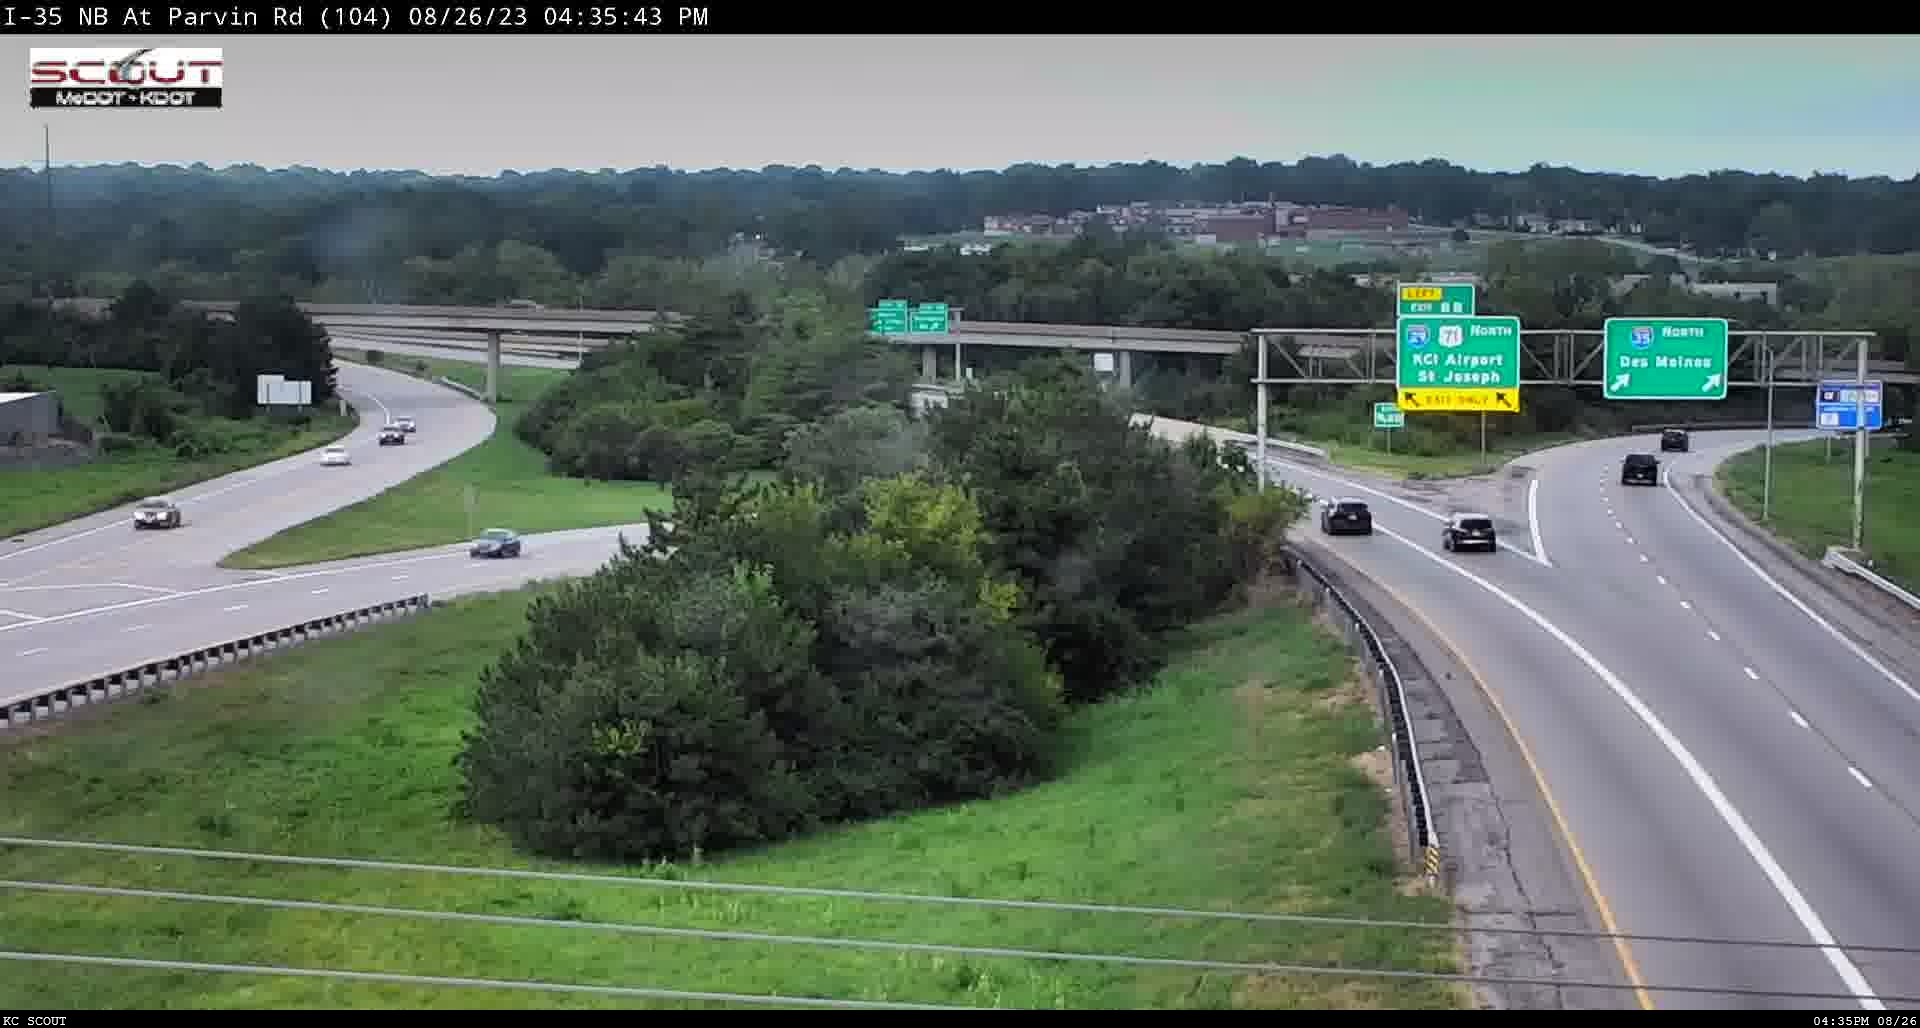 I-35 NB At Parvin Rd (104) 08/26/23 04:35:43 PM
SCOUT
MoDOT + KDOT
LEFT
EXIT 8B
29 71 NORTH
KCI Airport
St Joseph
EXIT ONLY
35 NORTH
Des Moines
KC SCOUT
04:35PM 08/26